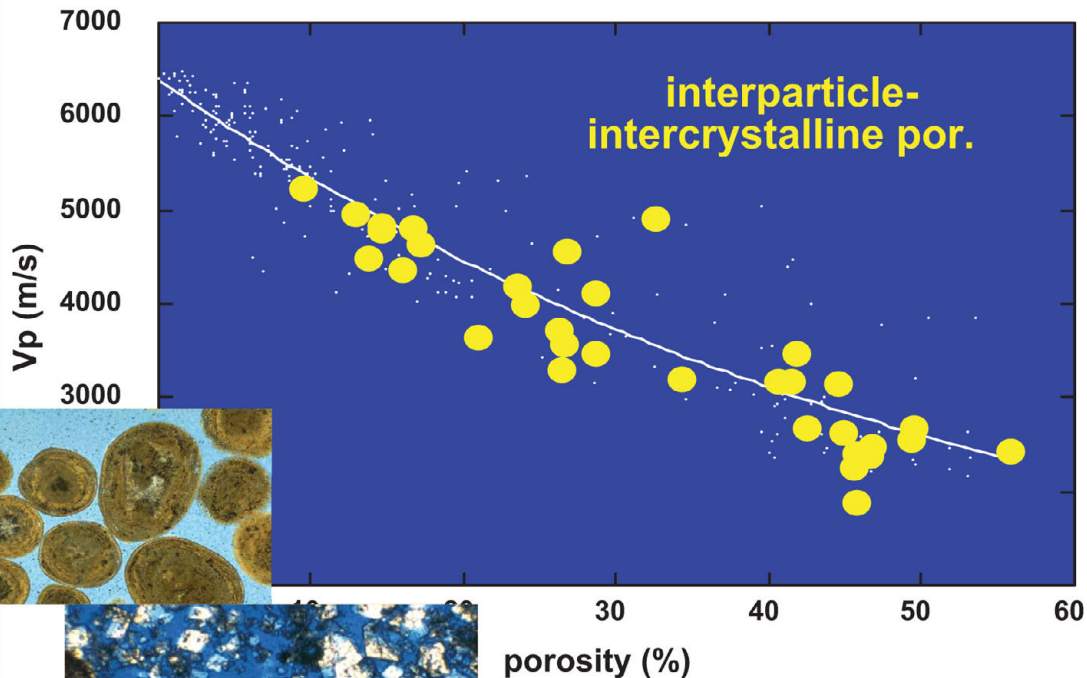 7000
6000
5000
4000
3000
Vp (m/s)
interparticle-
intercrystalline por.
30
40
50
60
porosity (%)